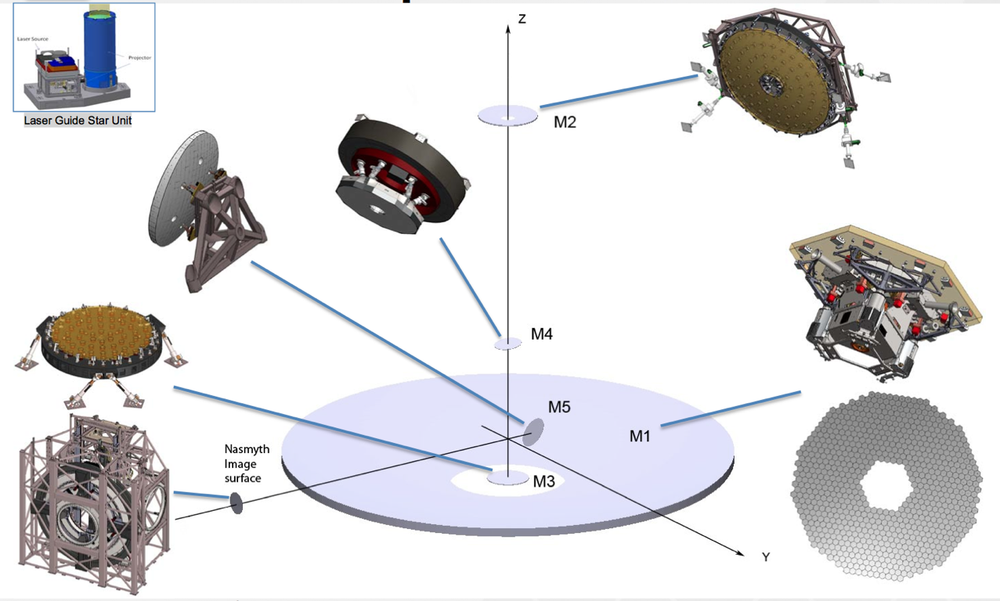 Z
Laser Source
Projector
Laser Guide Star Unit
M2
M4
M5
M1
Nasmyth
Image
surface
M3
Y